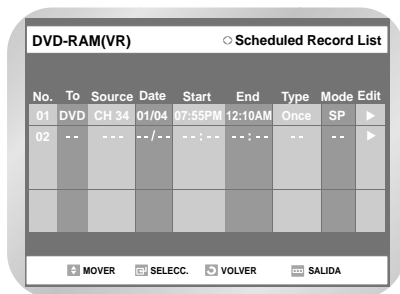 DVD-RAM(VR) Scheduled Record List
No. To Source Date Start End Type Mode Edit
01 DVD CH 34 01/04 07:55PM 12:10AM Once SP ►
02 -- --- --/-- --:-- --:-- -- -- ►
MOVER SELECC. VOLVER SALIDA